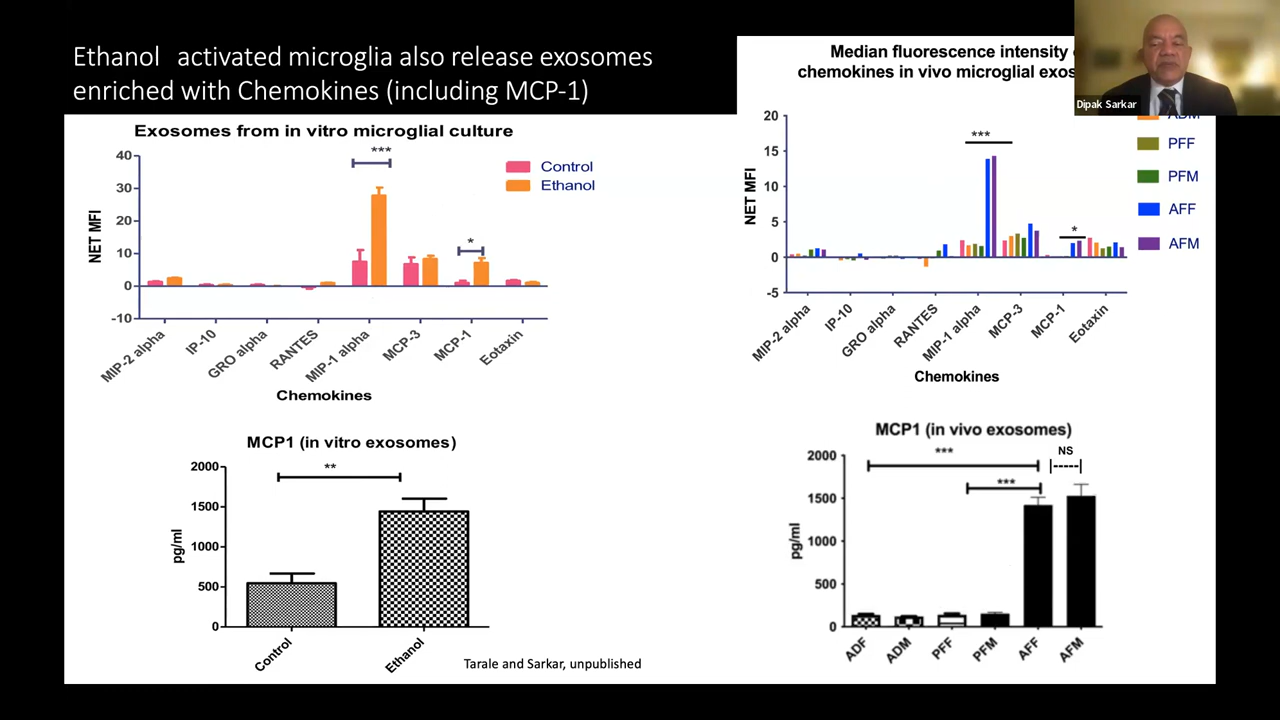 Ethanol activated microglia also release exosomes
enriched with Chemokines (including MCP-1)
Exosomes from in vitro microglial culture
40
30
20
10
0
-10
NET MFI
***
*
Control
Ethanol
MIP-2 alpha
IP-10
GRO alpha
RANTES
MIP-1 alpha
MCP-3
MCP-1
Eotaxin
Chemokines
Median fluorescence intensity
chemokines in vivo microglial
Dipak Sarkar
20
15
10
5
0
-5
NET MFI
***
*
PFF
PFM
AFF
AFM
MIP-2 alpha
IP-10
GRO alpha
RANTES
MIP-1 alpha
MCP-3
MCP-1
Eotaxin
Chemokines
MCP1 (in vitro exosomes)
2000
1500
1000
500
0
pg/ml
**
Control
Ethanol
Tarale and Sarkar, unpublished
MCP1 (in vivo exosomes)
2000
1500
1000
500
0
pg/ml
***
***
NS
ADF
ADM
PFF
PFM
AFF
AFM